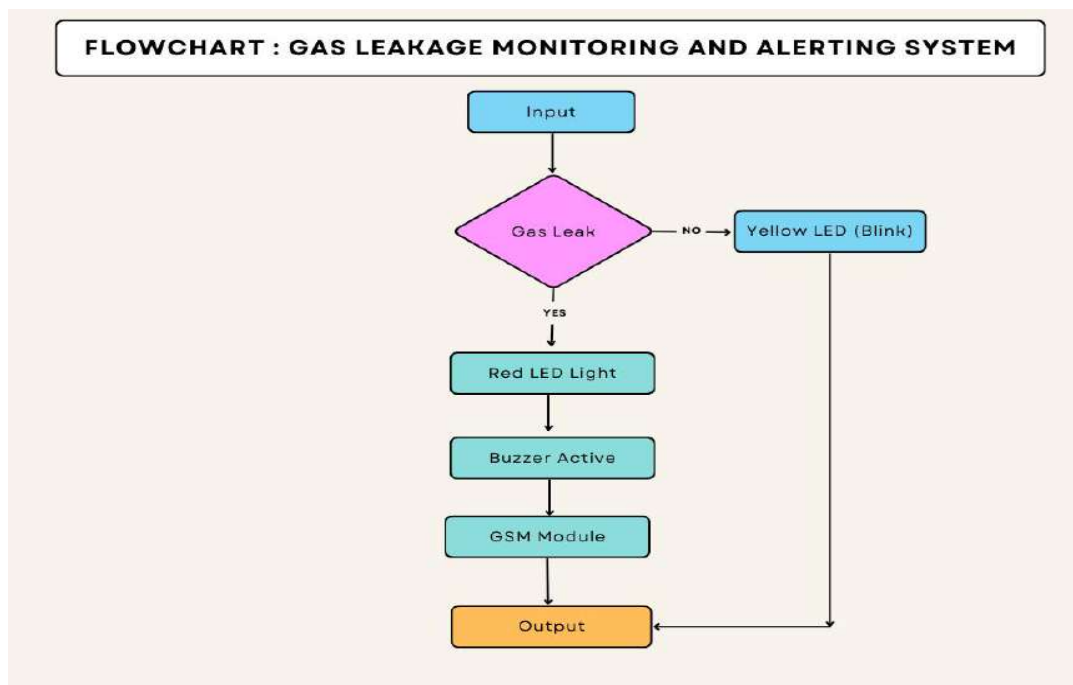 FLOWCHART : GAS LEAKAGE MONITORING AND ALERTING SYSTEM
Input
Gas Leak
NO
Yellow LED (Blink)
YES
Red LED Light
Buzzer Active
GSM Module
Output